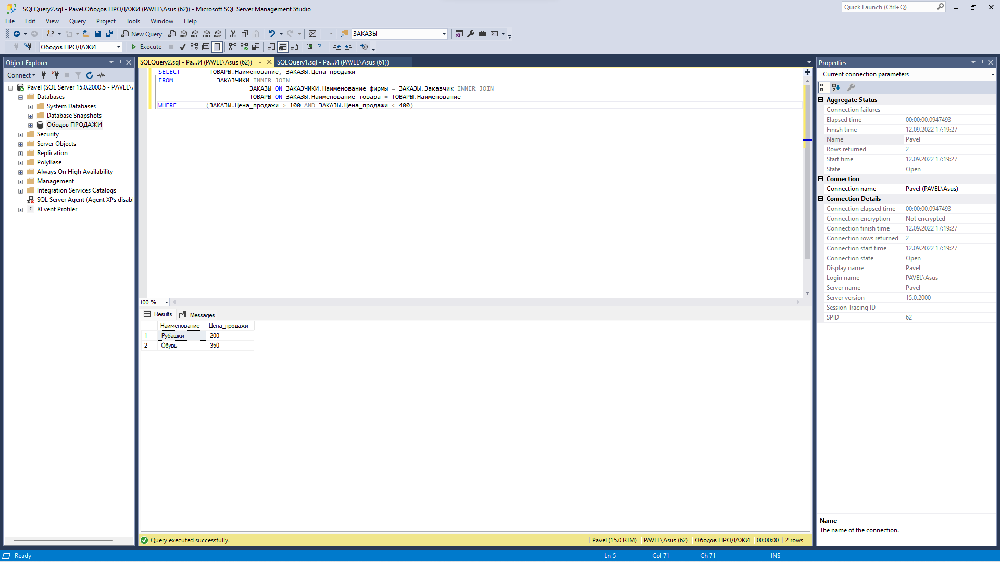 SQLQuery2.sql - Pavel.Ободов ПРОДАЖИ (PAVEL\Asus (62)) - Microsoft SQL Server Management Studio
Quick Launch (Ctrl+Q)
File Edit View Query Project Tools Window Help
New Query MDX DMX XMLA DAX ЗАКАЗЫ
Ободов ПРОДАЖИ Execute
Object Explorer
Connect
Pavel (SQL Server 15.0.2000.5 - PAVEL\A
Databases
System Databases
Database Snapshots
Ободов ПРОДАЖИ
Security
Server Objects
Replication
PolyBase
Always On High Availability
Management
Integration Services Catalogs
SQL Server Agent (Agent XPs disabl
XEvent Profiler
SQLQuery2.sql - Pa...И (PAVEL\Asus (62)) SQLQuery1.sql - Pa...И (PAVEL\Asus (61))
SELECT ТОВАРЫ.Наименование, ЗАКАЗЫ.Цена_продажи
FROM ЗАКАЗЧИКИ INNER JOIN
ЗАКАЗЫ ON ЗАКАЗЧИКИ.Наименование_фирмы = ЗАКАЗЫ.Заказчик INNER JOIN
ТОВАРЫ ON ЗАКАЗЫ.Наименование_товара = ТОВАРЫ.Наименование
WHERE (ЗАКАЗЫ.Цена_продажи > 100 AND ЗАКАЗЫ.Цена_продажи < 400)
100 %
Results Messages
Наименование Цена_продажи
1 Рубашки 200
2 Обувь 350
Query executed successfully.
Pavel (15.0 RTM) PAVEL\Asus (62) Ободов ПРОДАЖИ 00:00:00 2 rows
Properties
Current connection parameters
Aggregate Status
Connection failures
Elapsed time 00:00:00.0947493
Finish time 12.09.2022 17:19:27
Name Pavel
Rows returned 2
Start time 12.09.2022 17:19:27
State Open
Connection
Connection name Pavel (PAVEL\Asus)
Connection Details
Connection elapsed time 00:00:00.0947493
Connection encryption Not encrypted
Connection finish time 12.09.2022 17:19:27
Connection rows returned 2
Connection start time 12.09.2022 17:19:27
Connection state Open
Display name Pavel
Login name PAVEL\Asus
Server name Pavel
Server version 15.0.2000
Session Tracing ID
SPID 62
Name
The name of the connection.
Ready Ln 5 Col 71 Ch 71 INS